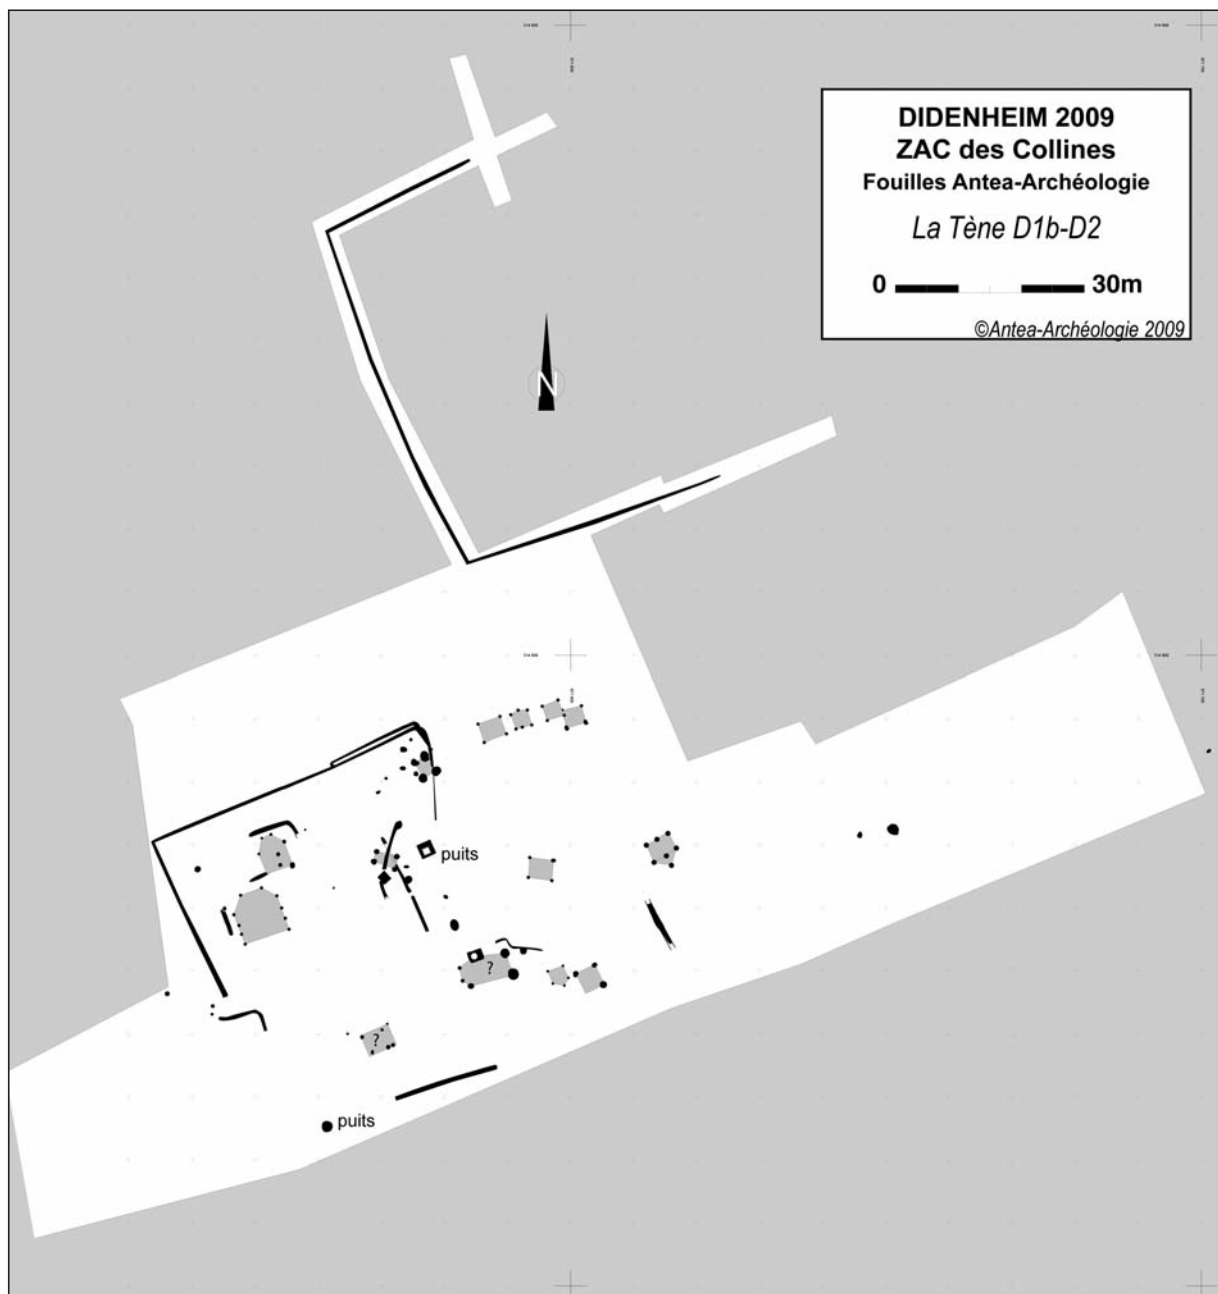 DIDENHEIM 2009
ZAC des Collines
Fouilles Antea-Archéologie
La Tène D1b-D2
0 30m
©Antea-Archéologie 2009
N
puits
?
?
puits